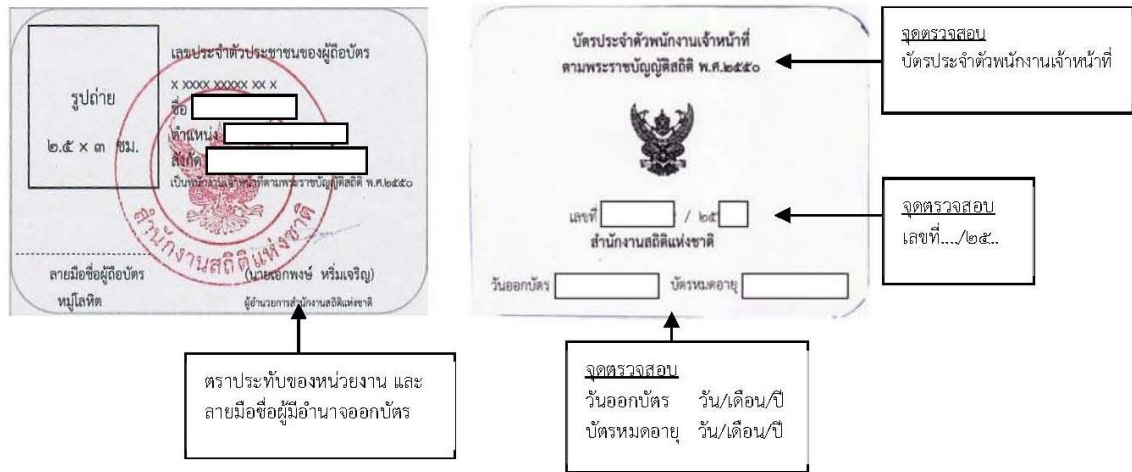 เลขประจำตัวประชาชนของผู้ถือบัตร
x xxxx xxxxx xx x
ชื่อ
ตำแหน่ง
สังกัด
เป็นพนักงานเจ้าหน้าที่ตามพระราชบัญญัติสถิติ พ.ศ.๒๕๕๐
รูปถ่าย
๒.๕ x ๓ ซม.
สำนักงานสถิติแห่งชาติ
ลายมือชื่อผู้ถือบัตร
หมู่โลหิต
(นายเอกพงษ์ หริ่มเจริญ)
ผู้อำนวยการสำนักงานสถิติแห่งชาติ
ตราประทับของหน่วยงาน และ
ลายมือชื่อผู้มีอำนาจออกบัตร
บัตรประจำตัวพนักงานเจ้าหน้าที่
ตามพระราชบัญญัติสถิติ พ.ศ.๒๕๕๐
เลขที่ / ๒๕
สำนักงานสถิติแห่งชาติ
วันออกบัตร บัตรหมดอายุ
จุดตรวจสอบ
บัตรประจำตัวพนักงานเจ้าหน้าที่
จุดตรวจสอบ
เลขที่..../๒๕..
จุดตรวจสอบ
วันออกบัตร วัน/เดือน/ปี
บัตรหมดอายุ วัน/เดือน/ปี